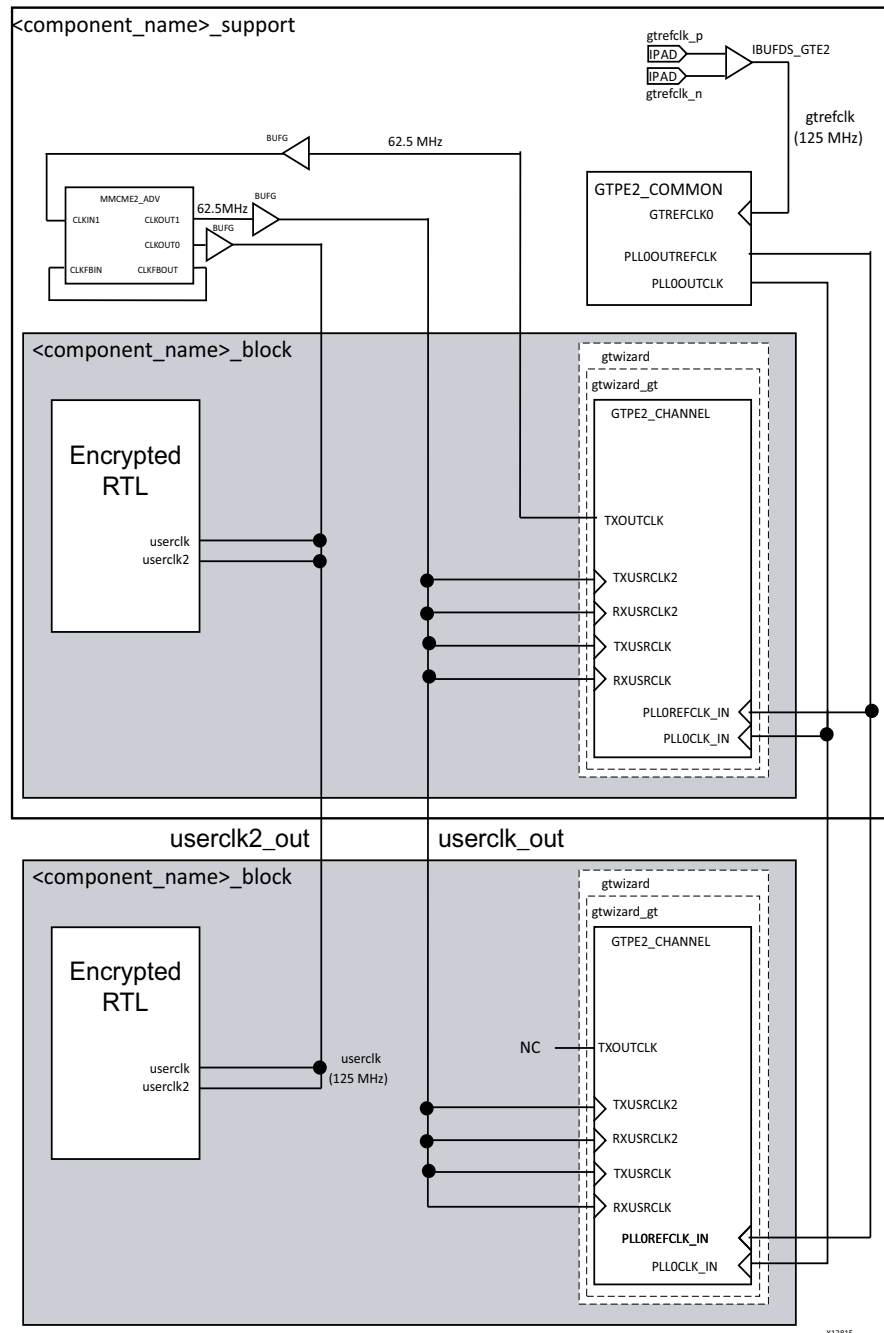 <component_name>_support
gtrefclk_p
IPAD
IBUFDS_GTE2
IPAD
gtrefclk_n
gtrefclk
(125 MHz)
BUFG
62.5 MHz
MMCME2_ADV
CLKIN1
CLKOUT1
62.5MHz
BUFG
CLKOUT0
BUFG
CLKFBIN
CLKFBOUT
GTPE2_COMMON
GTREFCLK0
PLL0OUTREFCLK
PLL0OUTCLK
<component_name>_block
gtwizard
gtwizard_gt
GTPE2_CHANNEL
Encrypted
RTL
userclk
userclk2
TXOUTCLK
TXUSRCLK2
RXUSRCLK2
TXUSRCLK
RXUSRCLK
PLL0REFCLK_IN
PLL0CLK_IN
userclk2_out
userclk_out
<component_name>_block
gtwizard
gtwizard_gt
GTPE2_CHANNEL
Encrypted
RTL
userclk
userclk2
userclk
(125 MHz)
NC
TXOUTCLK
TXUSRCLK2
RXUSRCLK2
TXUSRCLK
RXUSRCLK
PLL0REFCLK_IN
PLL0CLK_IN
X12815